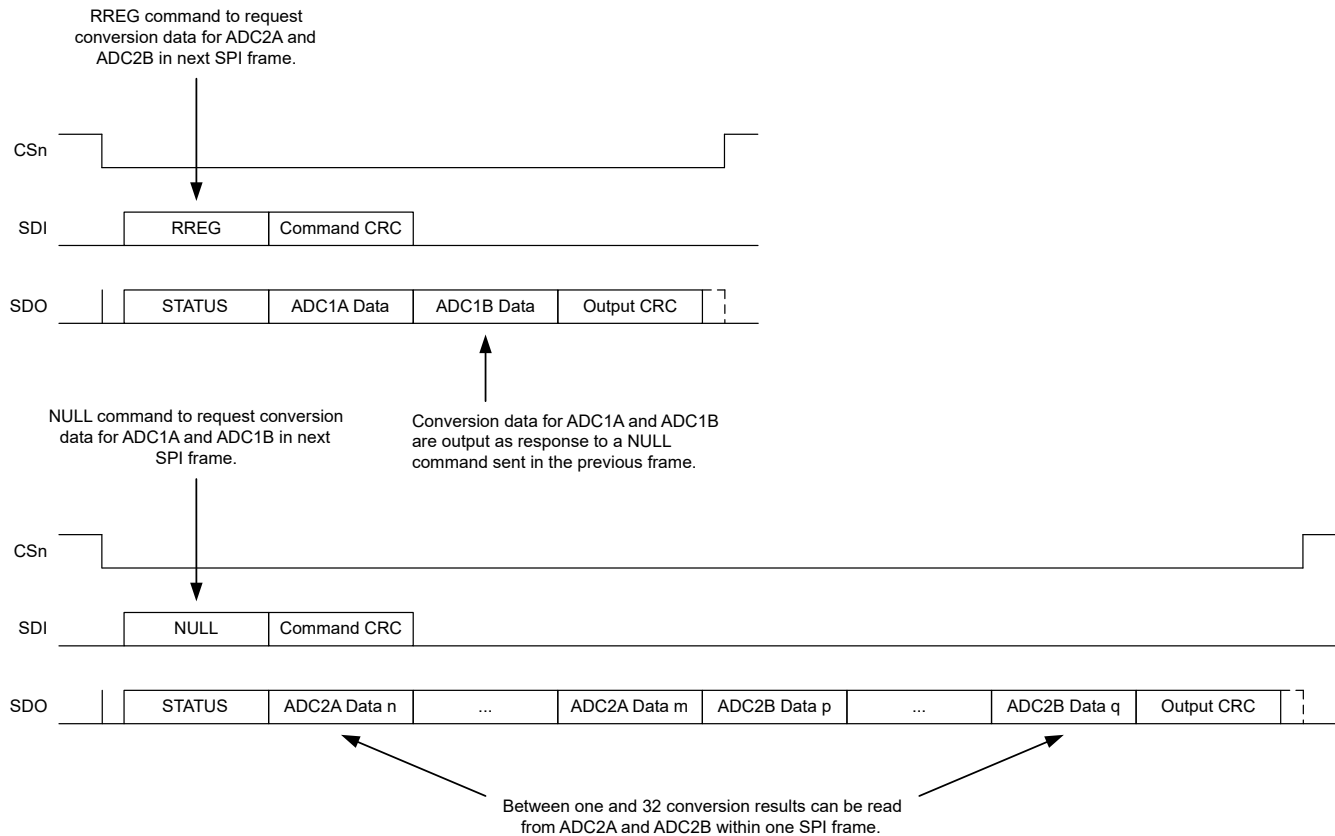 RREG command to request
conversion data for ADC2A and
ADC2B in next SPI frame.
CSn
SDI RREG Command CRC
SDO STATUS ADC1A Data ADC1B Data Output CRC
NULL command to request conversion
data for ADC1A and ADC1B in next
SPI frame.
Conversion data for ADC1A and ADC1B
are output as response to a NULL
command sent in the previous frame.
CSn
SDI NULL Command CRC
SDO STATUS ADC2A Data n ... ADC2A Data m ADC2B Data p ... ADC2B Data q Output CRC
Between one and 32 conversion results can be read
from ADC2A and ADC2B within one SPI frame.